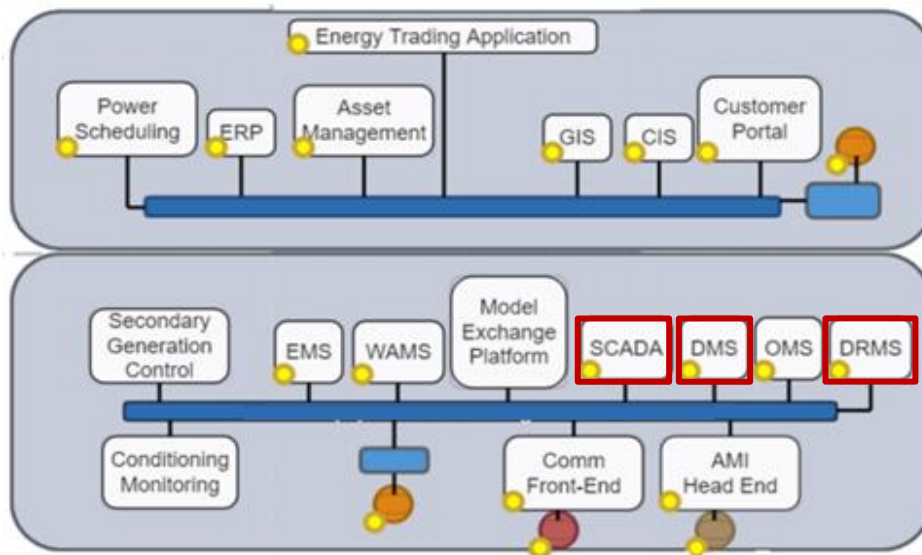 Energy Trading Application
Power
Scheduling
ERP
Asset
Management
GIS
CIS
Customer
Portal
Secondary
Generation
Control
EMS
WAMS
Model
Exchange
Platform
SCADA
DMS
OMS
DRMS
Conditioning
Monitoring
Comm
Front-End
AMI
Head End